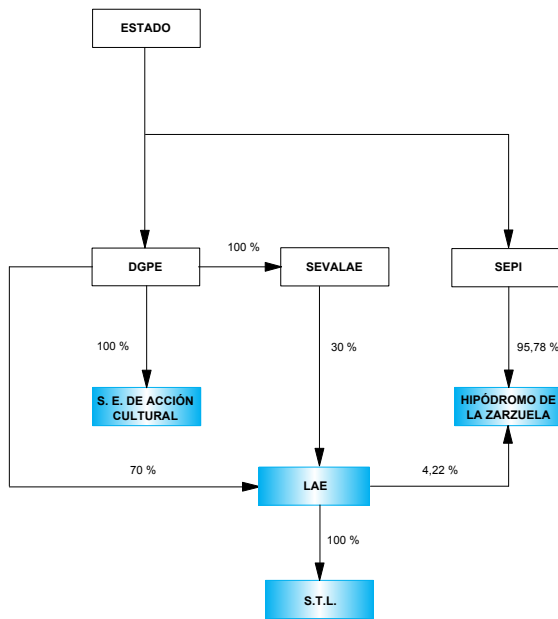 ESTADO
100 %
DGPE
SEVALAE
SEPI
100 %
30 %
95,78 %
S. E. DE ACCIÓN
CULTURAL
HIPÓDROMO DE
LA ZARZUELA
70 %
LAE
4,22 %
100 %
S.T.L.